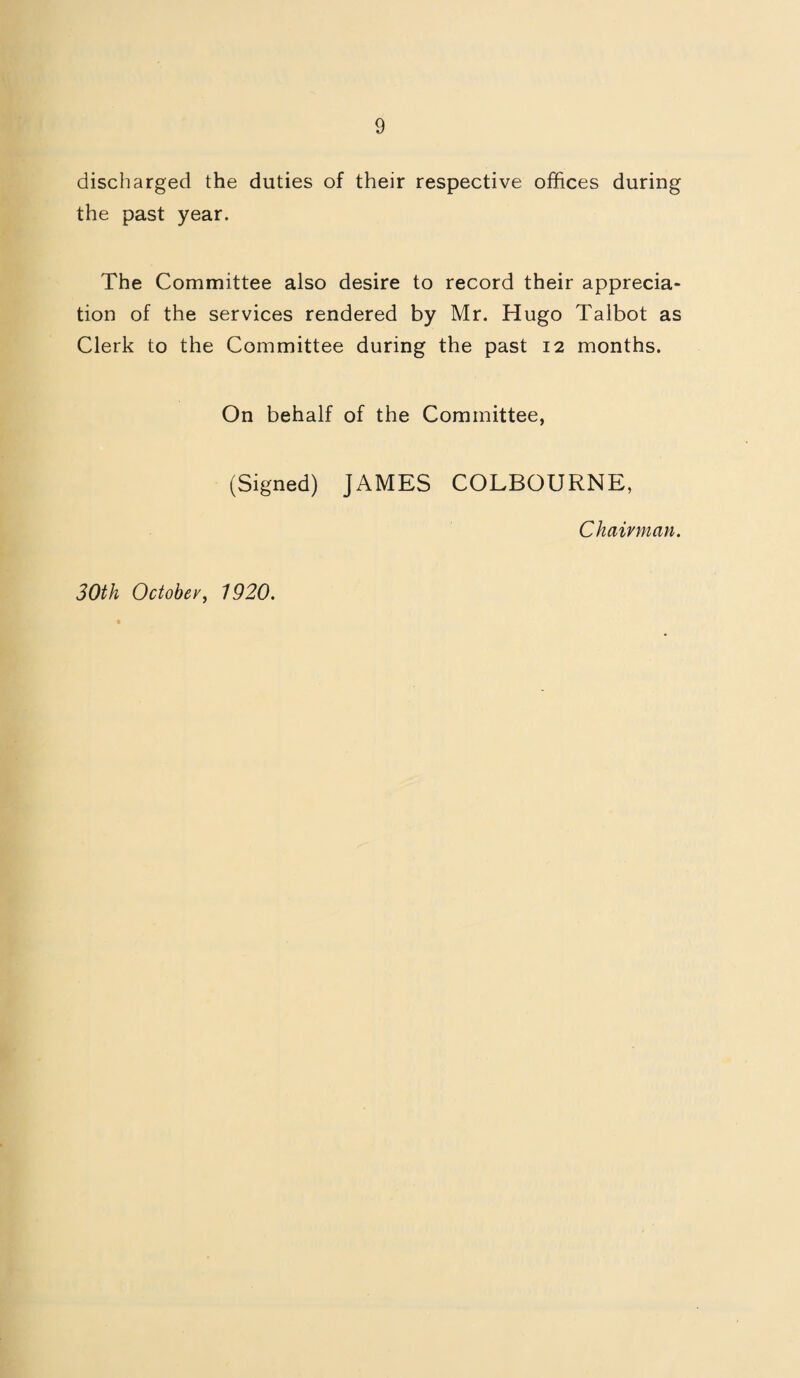 9
discharged the duties of their respective offices during
the past year.
The Committee also desire to record their apprecia-
tion of the services rendered by Mr. Hugo Talbot as
Clerk to the Committee during the past 12 months.
On behalf of the Committee,
(Signed) JAMES COLBOURNE,
Chairman.
30th October, 1920.